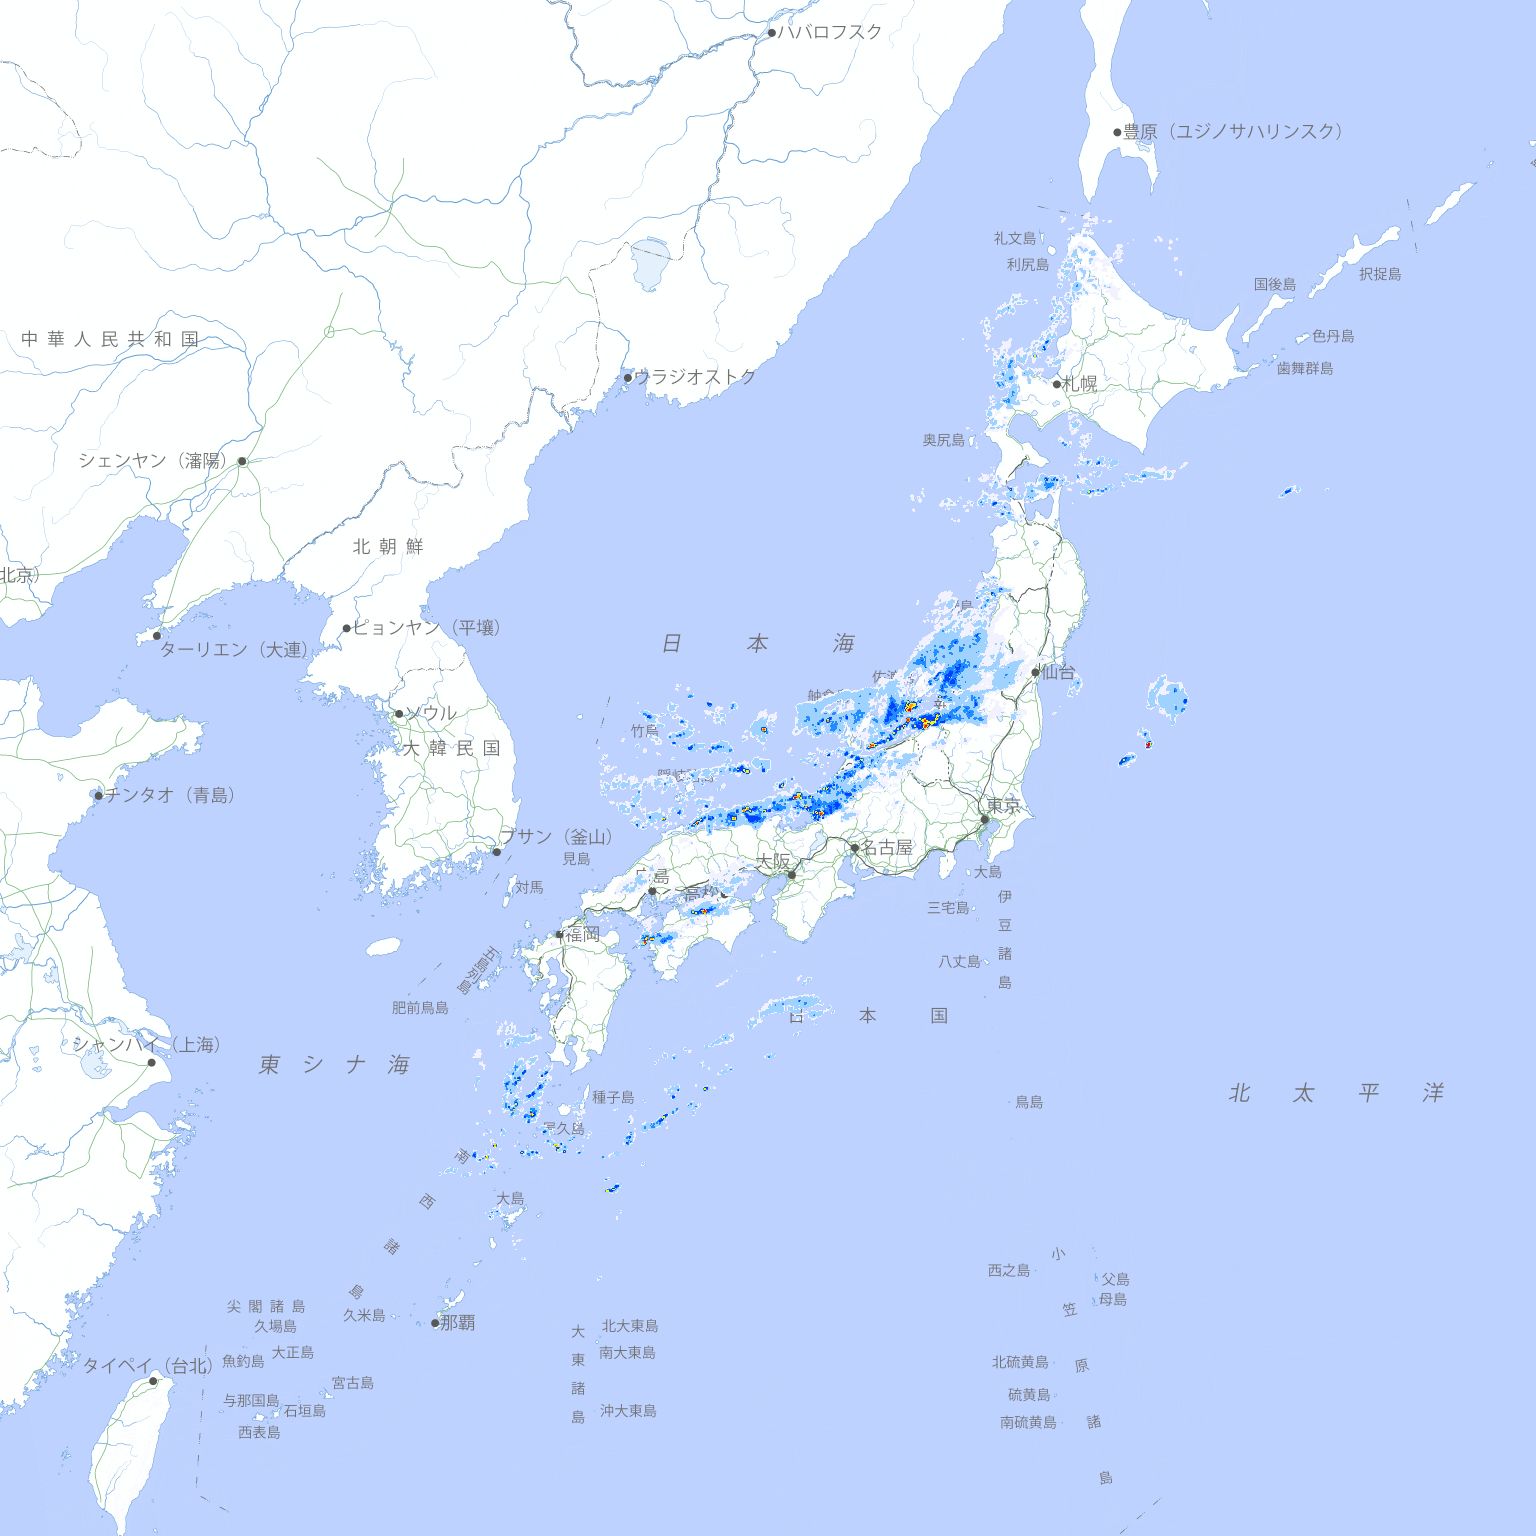 ハバロフスク
豊原（ユジノサハリンスク）
礼文島
利尻島
択捉島
国後島
色丹島
歯舞群島
中華人民共和国
ウラジオストク
札幌
奥尻島
シェンヤン（瀋陽）
北朝鮮
北京）
ピョンヤン（平壌）
ターリエン（大連）
日本海
仙台
ソウル
大韓民国
竹島
チンタオ（青島）
東京
プサン（釜山）
見島
対馬
大阪
名古屋
大島
高松
三宅島
伊豆諸島
福岡
八丈島
五島列島
肥前鳥島
日本国
シャンハイ（上海）
東シナ海
種子島
鳥島
北太平洋
屋久島
南西諸島
大島
西之島
小笠原諸島
父島
母島
尖閣諸島
久場島
久米島
那覇
大東諸島
北大東島
南大東島
大正島
魚釣島
タイペイ（台北）
北硫黄島
宮古島
硫黄島
与那国島
石垣島
沖大東島
南硫黄島
西表島